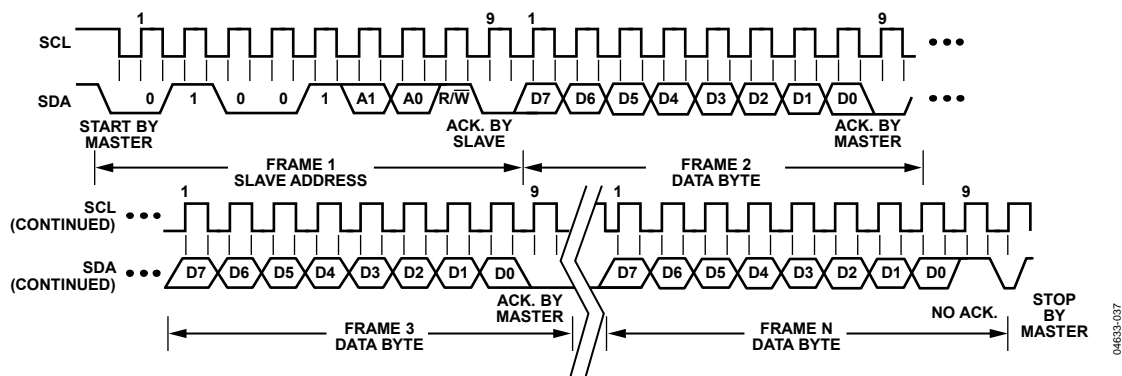 1 9 1 9
SCL •••
SDA 0 1 0 0 1 A1 A0 R/W̅ D7 D6 D5 D4 D3 D2 D1 D0 •••
START BY MASTER
ACK. BY SLAVE
ACK. BY MASTER
FRAME 1
SLAVE ADDRESS
FRAME 2
DATA BYTE
1 9 1 9
SCL
(CONTINUED) •••
SDA
(CONTINUED) ••• D7 D6 D5 D4 D3 D2 D1 D0 D7 D6 D5 D4 D3 D2 D1 D0
ACK. BY
MASTER
NO ACK.
STOP
BY
MASTER
FRAME 3
DATA BYTE
FRAME N
DATA BYTE
04633-037